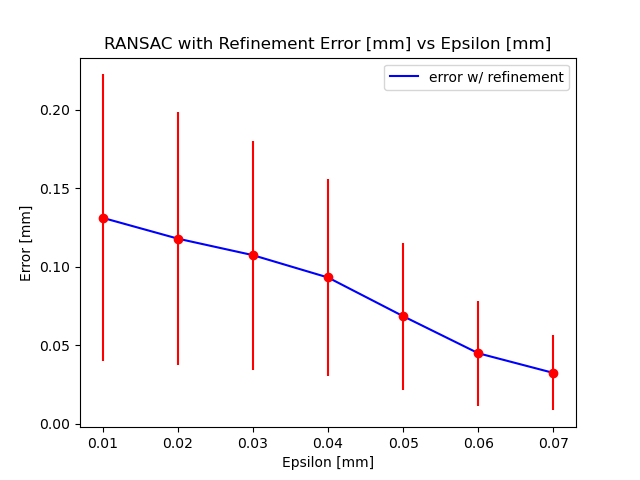 RANSAC with Refinement Error [mm] vs Epsilon [mm]
error w/ refinement
0.20
0.15
0.10
0.05
0.00
Error [mm]
0.01 0.02 0.03 0.04 0.05 0.06 0.07
Epsilon [mm]